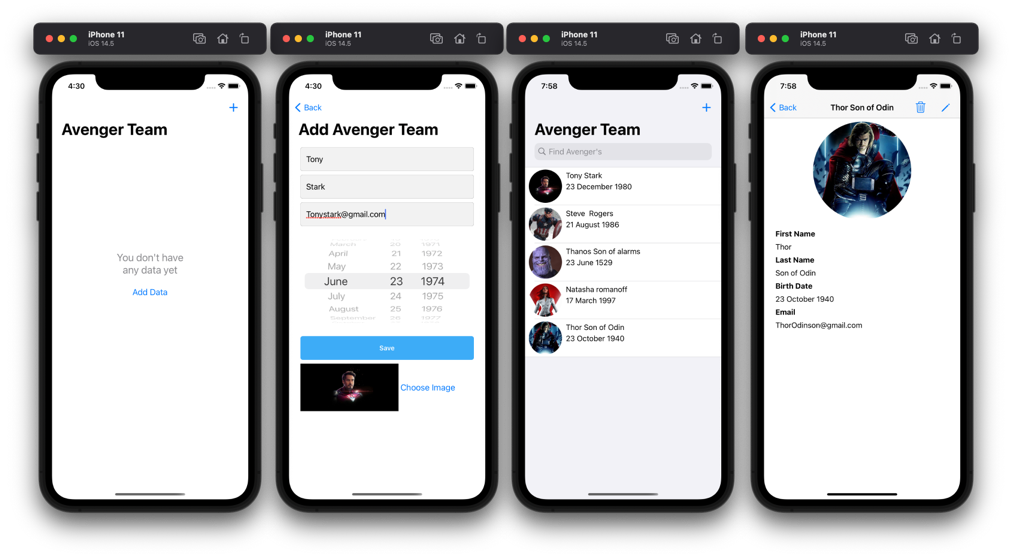 iPhone 11
iOS 14.5
4:30
Avenger Team
You don't have
any data yet
Add Data
iPhone 11
iOS 14.5
4:30
Back
Add Avenger Team
Tony
Stark
Tonystark@gmail.com
March 20 1971
April 21 1972
May 22 1973
June 23 1974
July 24 1975
August 25 1976
September 26 1977
Save
Choose Image
iPhone 11
iOS 14.5
7:58
Avenger Team
Find Avenger's
Tony Stark
23 December 1980
Steve Rogers
21 August 1986
Thanos Son of alarms
23 June 1529
Natasha romanoff
17 March 1997
Thor Son of Odin
23 October 1940
iPhone 11
iOS 14.5
7:58
Back
Thor Son of Odin
First Name
Thor
Last Name
Son of Odin
Birth Date
23 October 1940
Email
ThorOdinson@gmail.com